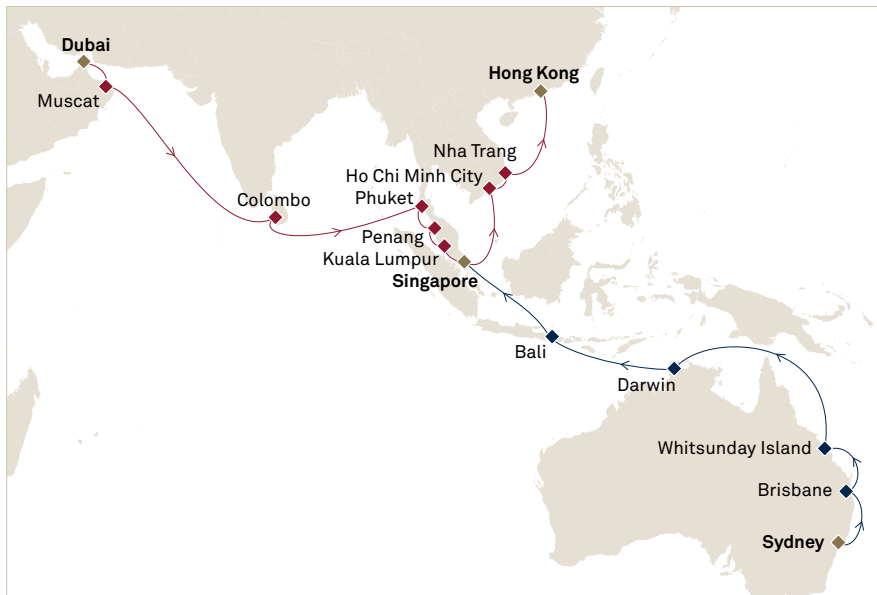 Dubai
Muscat
Hong Kong
Nha Trang
Ho Chi Minh City
Phuket
Colombo
Penang
Kuala Lumpur
Singapore
Bali
Darwin
Whitsunday Island
Brisbane
Sydney